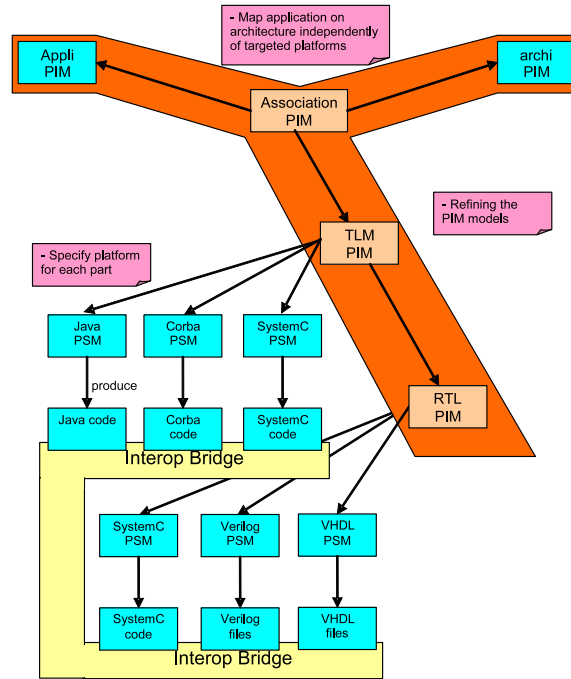 - Map application on
architecture independently
of targeted platforms
Appli
PIM
archi
PIM
Association
PIM
- Refining the
PIM models
TLM
PIM
- Specify platform
for each part
Java
PSM
Corba
PSM
SystemC
PSM
produce
RTL
PIM
Java code
Corba
code
SystemC
code
Interop Bridge
SystemC
PSM
Verilog
PSM
VHDL
PSM
SystemC
code
Verilog
files
VHDL
files
Interop Bridge